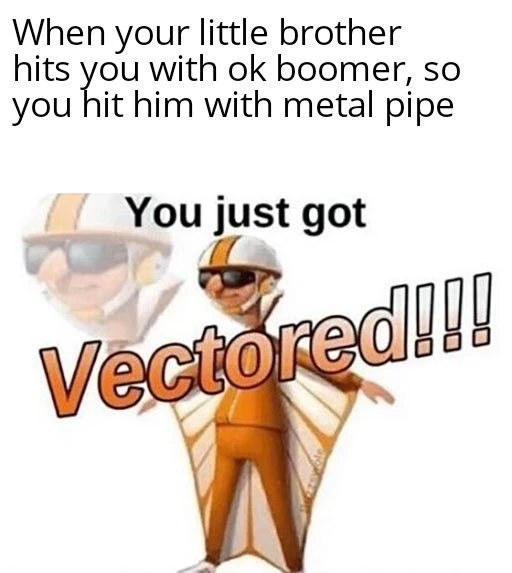 When your little brother
hits you with ok boomer, so
you hit him with metal pipe
You just got
Vectored!!!